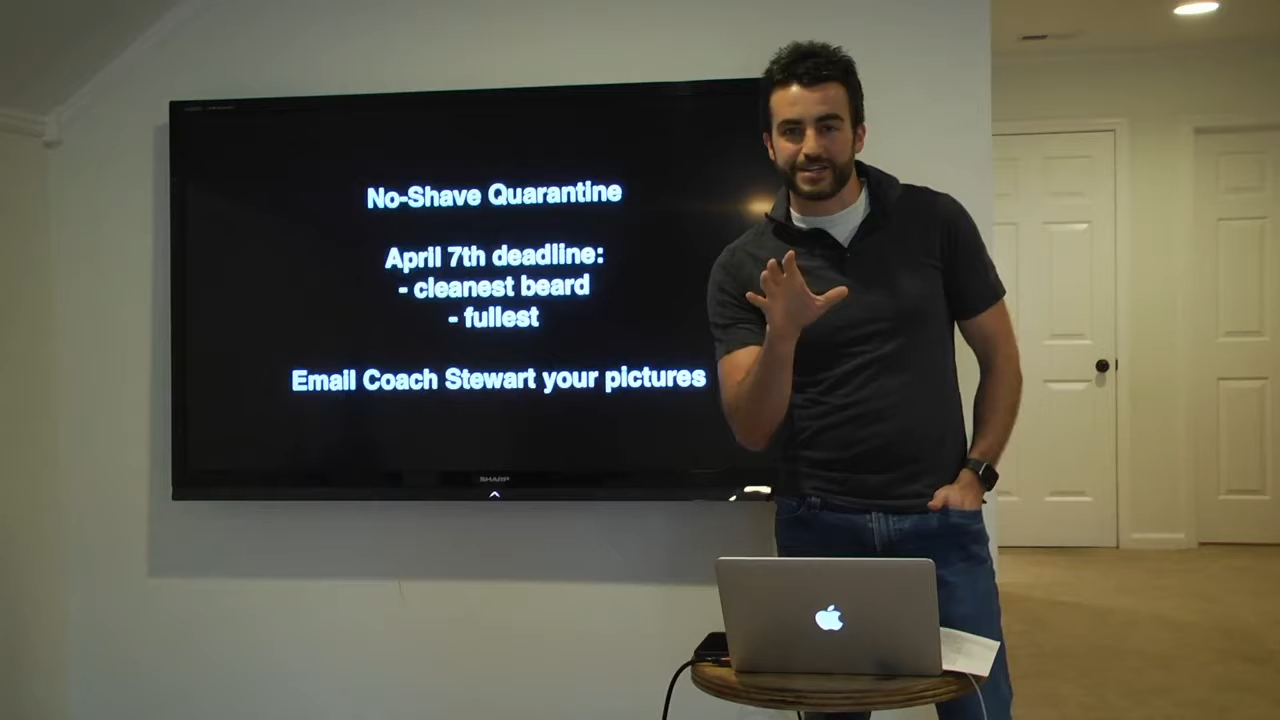 No-Shave Quarantine
April 7th deadline:
- cleanest beard
- fullest
Email Coach Stewart your pictures
SHARP